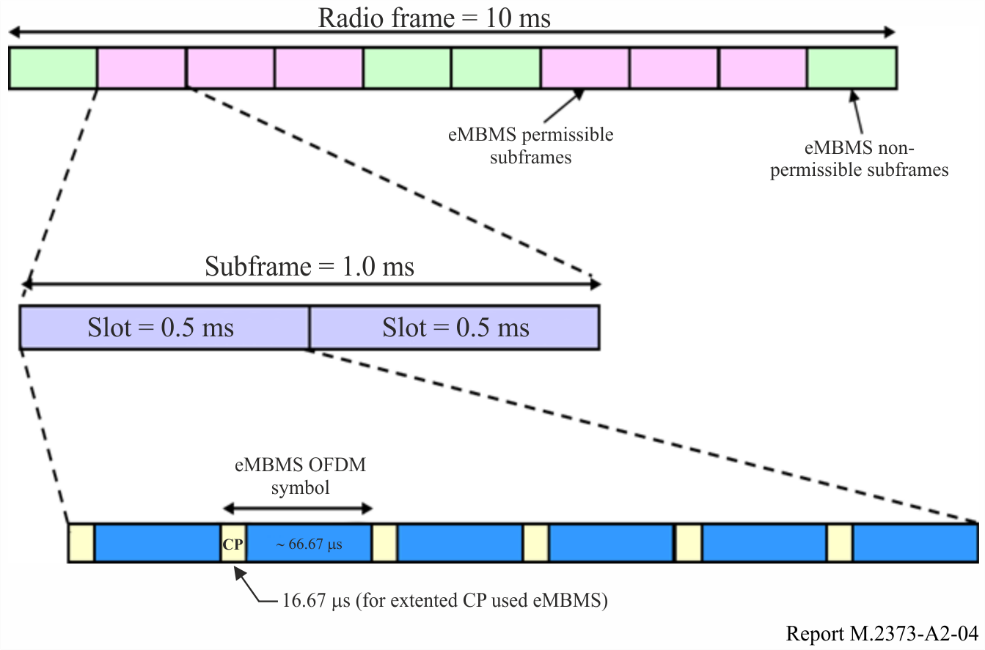 Radio frame = 10 ms
eMBMS permissible
subframes
eMBMS non-
permissible subframes
Subframe = 1.0 ms
Slot = 0.5 ms
Slot = 0.5 ms
eMBMS OFDM
symbol
CP
~ 66.67 μs
16.67 μs (for extented CP used eMBMS)
Report M.2373-A2-04